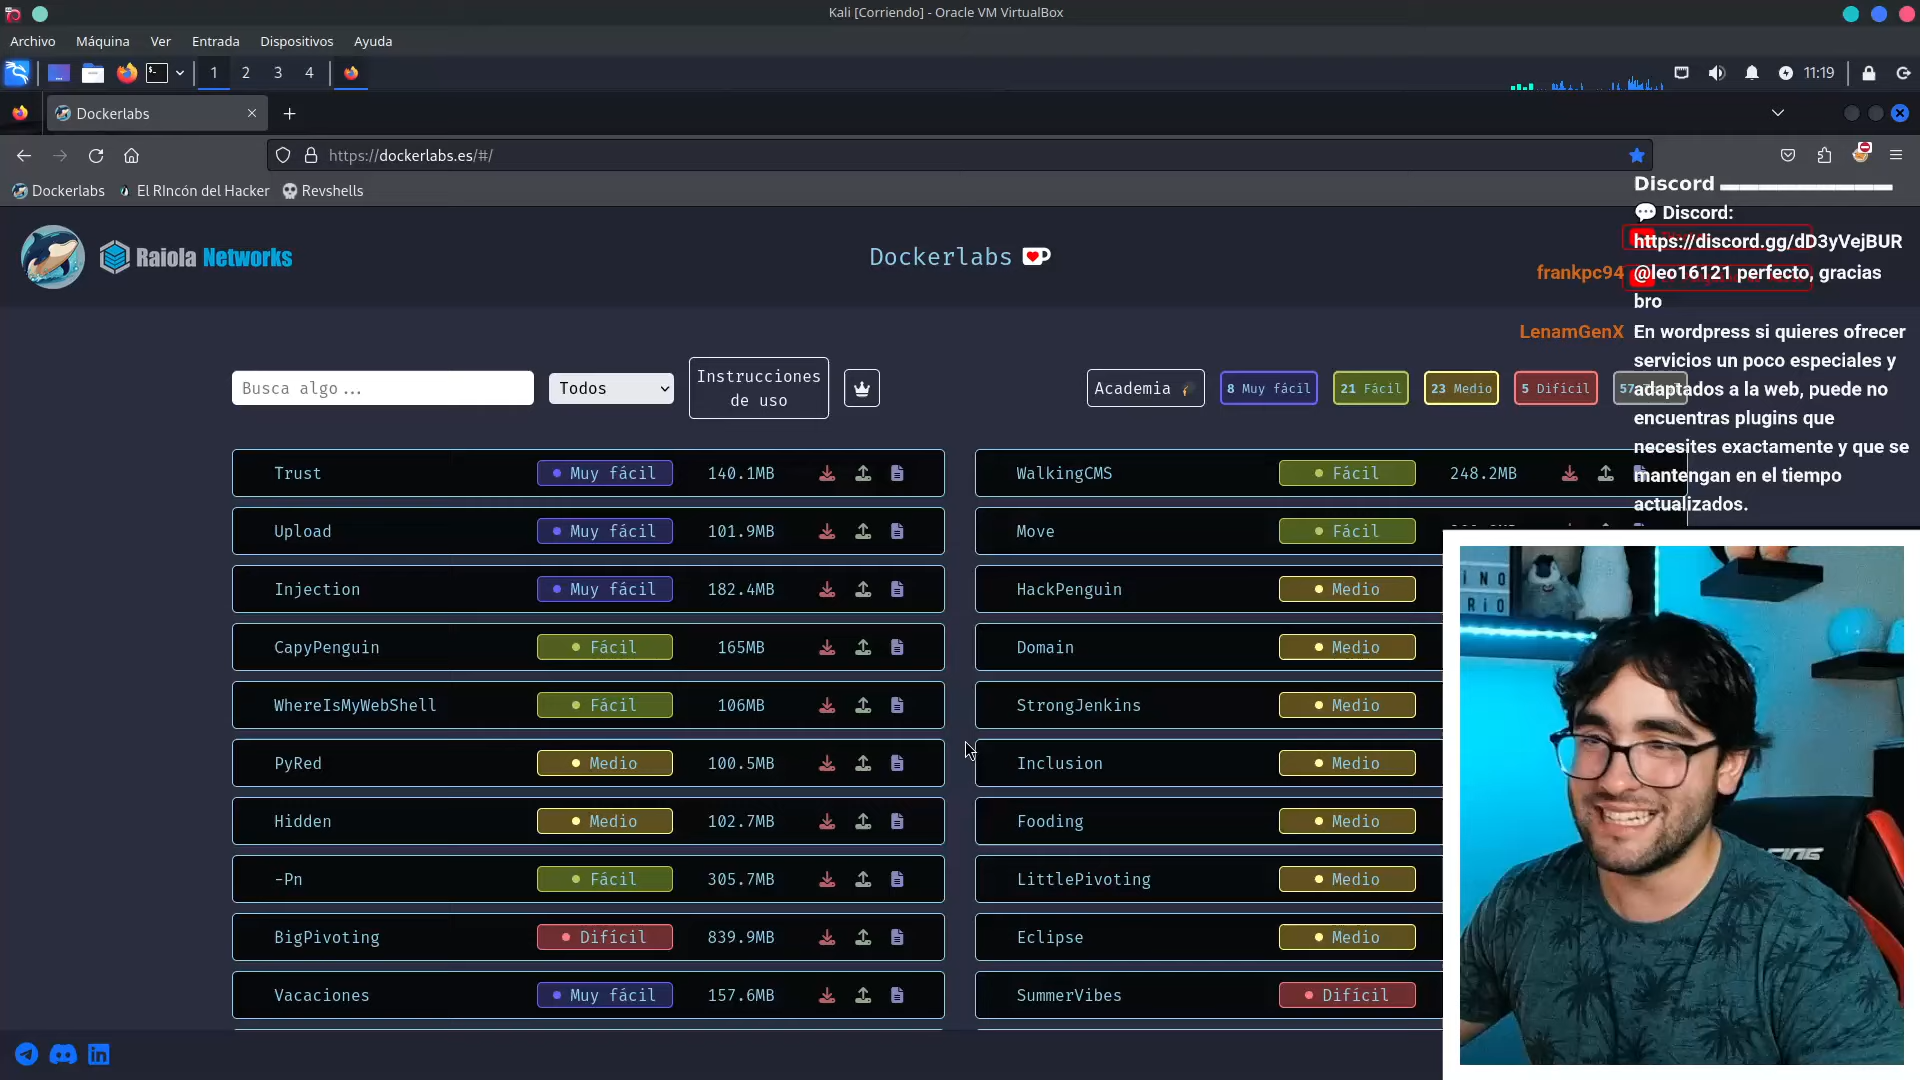 Kali [Corriendo] - Oracle VM VirtualBox
Archivo Máquina Ver Entrada Dispositivos Ayuda
1 2 3 4 11:19
Dockerlabs
https://dockerlabs.es/#/
Dockerlabs El RIncón del Hacker Revshells
Raiola Networks
Dockerlabs
Busca algo ...
Todos
Instrucciones
de uso
Academia
8 Muy fácil
21 Fácil
23 Medio
5 Difícil
57
Trust Muy fácil 140.1MB
Upload Muy fácil 101.9MB
Injection Muy fácil 182.4MB
CapyPenguin Fácil 165MB
WhereIsMyWebShell Fácil 106MB
PyRed Medio 100.5MB
Hidden Medio 102.7MB
-Pn Fácil 305.7MB
BigPivoting Difícil 839.9MB
Vacaciones Muy fácil 157.6MB
WalkingCMS Fácil 248.2MB
Move Fácil
HackPenguin Medio
Domain Medio
StrongJenkins Medio
Inclusion Medio
Fooding Medio
LittlePivoting Medio
Eclipse Medio
SummerVibes Difícil
Discord
Discord:
https://discord.gg/dD3yVejBUR
frankpc94 @leo16121 perfecto, gracias
bro
LenamGenX En wordpress si quieres ofrecer
servicios un poco especiales y
adaptados a la web, puede no
encuentras plugins que
necesites exactamente y que se
mantengan en el tiempo
actualizados.